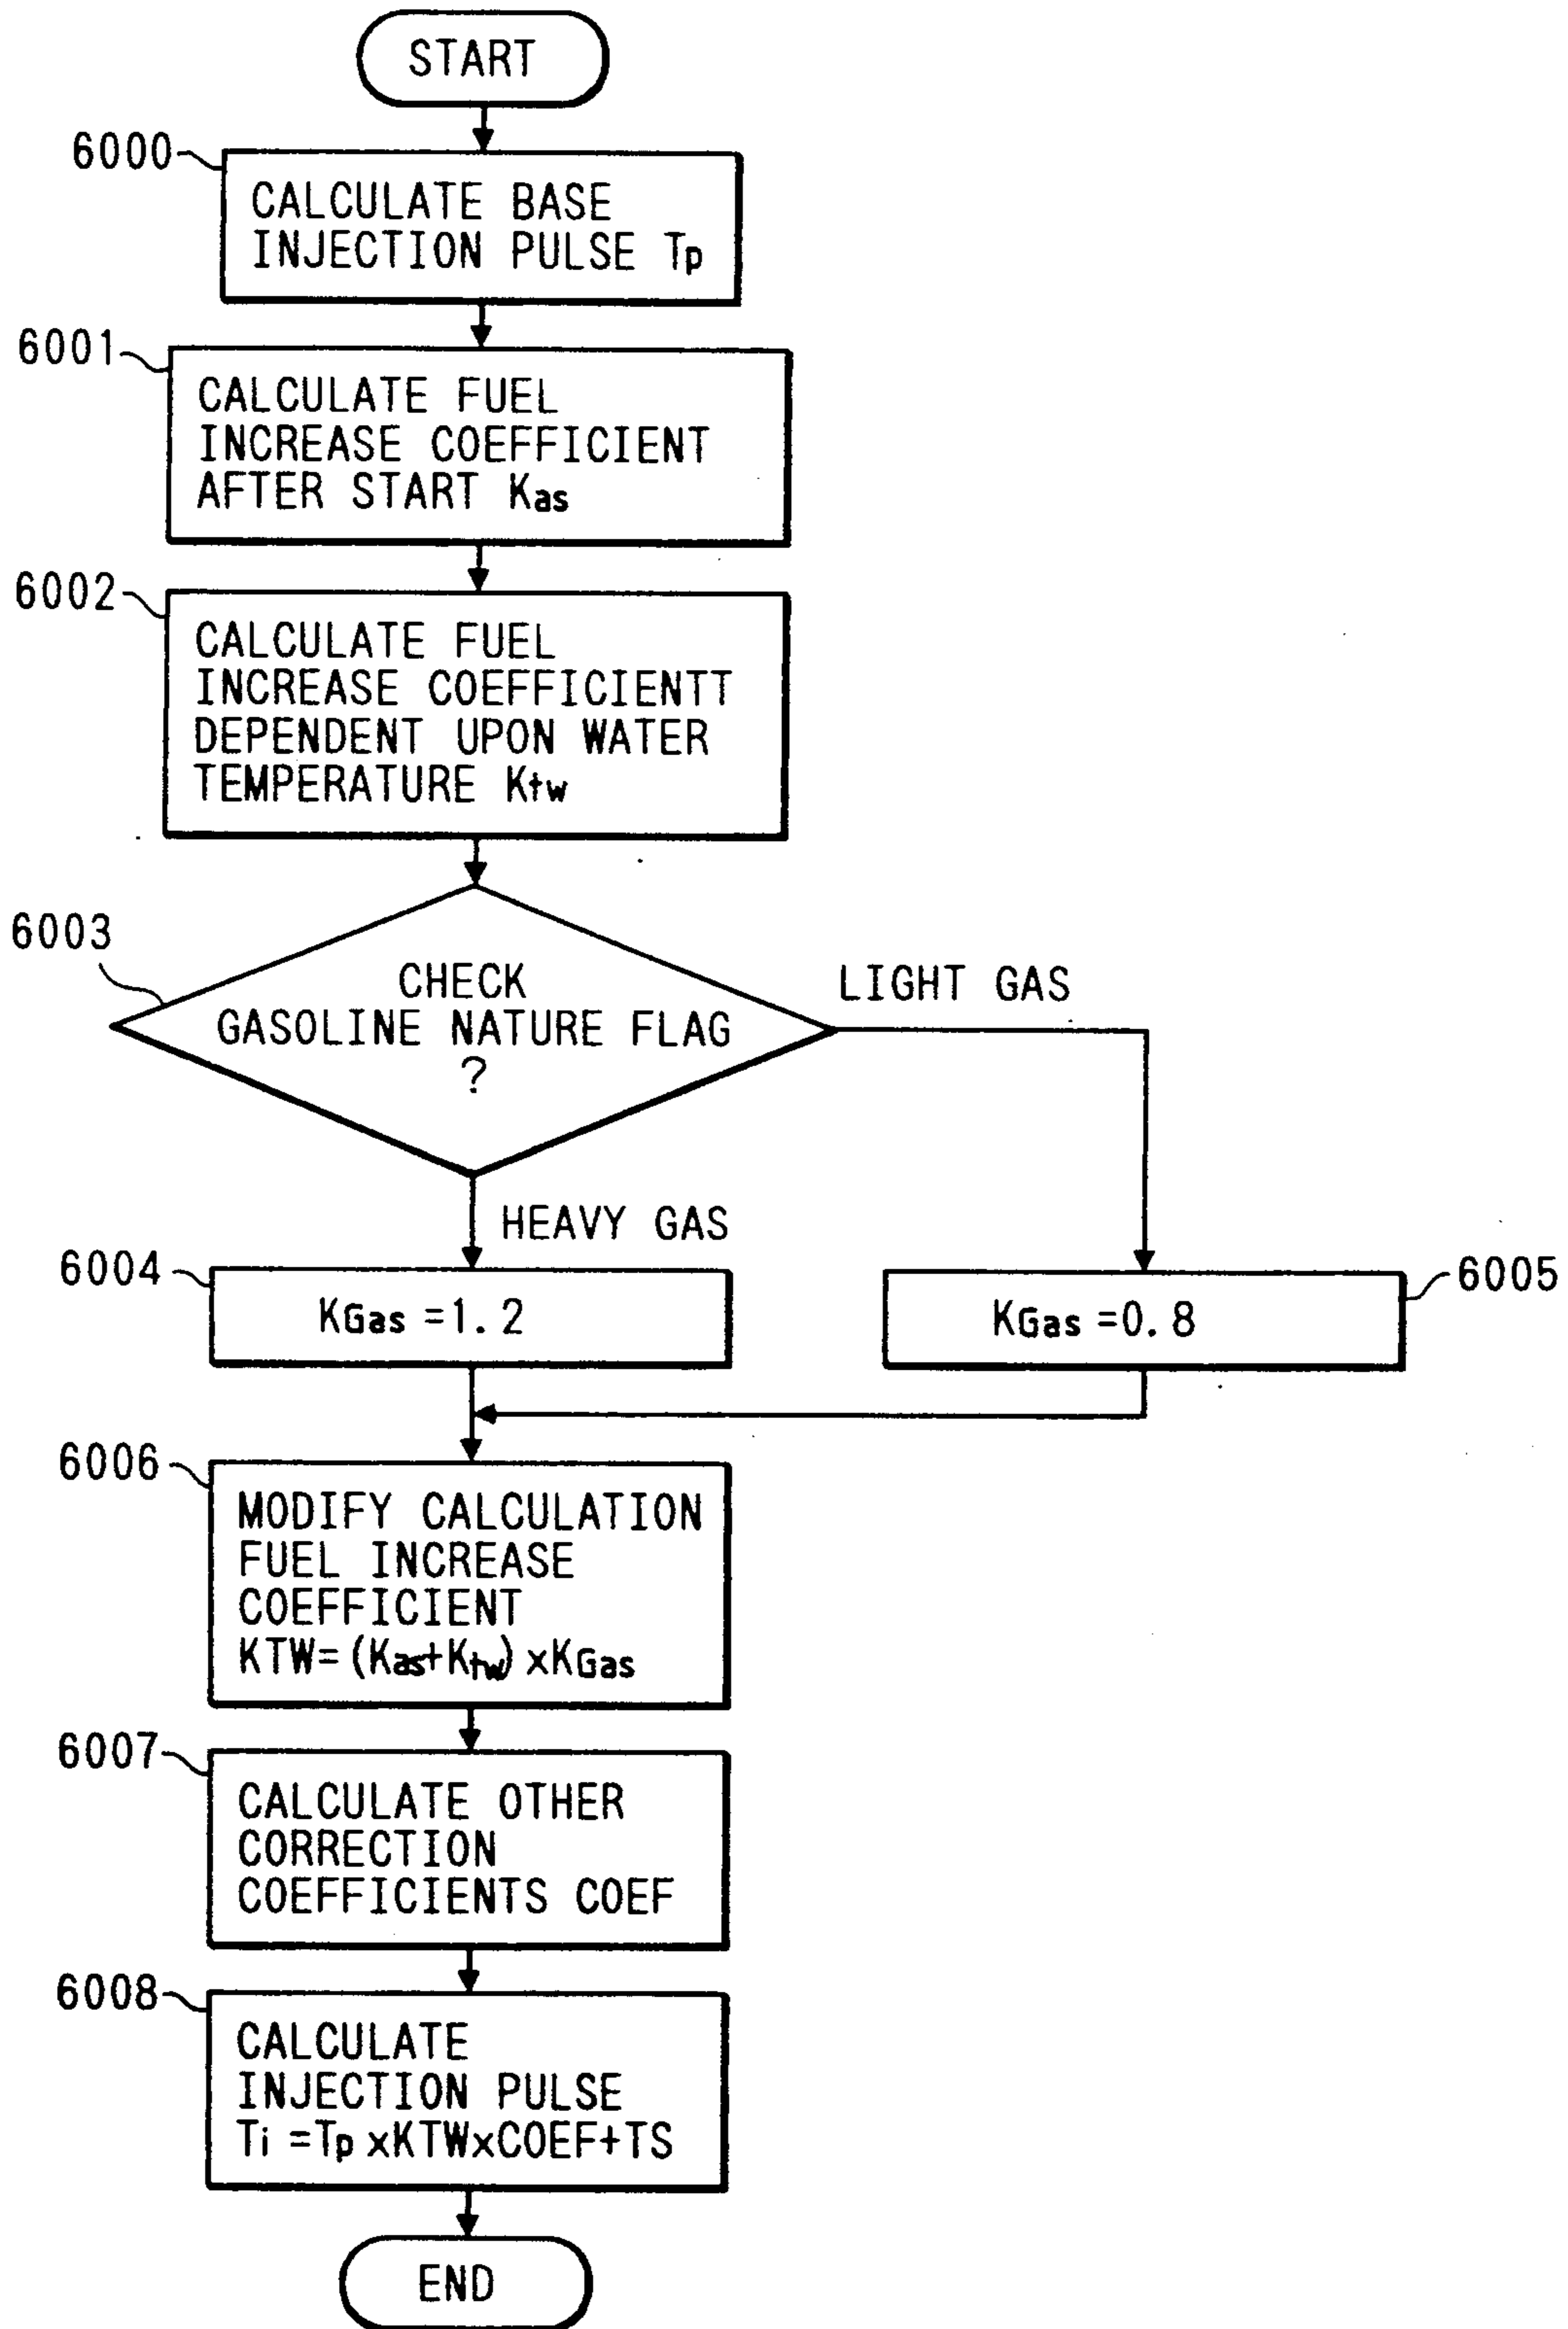 START
6000
CALCULATE BASE
INJECTION PULSE Tp
6001
CALCULATE FUEL
INCREASE COEFFICIENT
AFTER START Kas
6002
CALCULATE FUEL
INCREASE COEFFICIENTT
DEPENDENT UPON WATER
TEMPERATURE Ktw
6003
CHECK
GASOLINE NATURE FLAG
?
LIGHT GAS
HEAVY GAS
6004
KGas =1.2
KGas =0.8
6005
6006
MODIFY CALCULATION
FUEL INCREASE
COEFFICIENT
KTW=(Kas+Ktw)xKGas
6007
CALCULATE OTHER
CORRECTION
COEFFICIENTS COEF
6008
CALCULATE
INJECTION PULSE
Ti =Tp xKTWxCOEF+TS
END